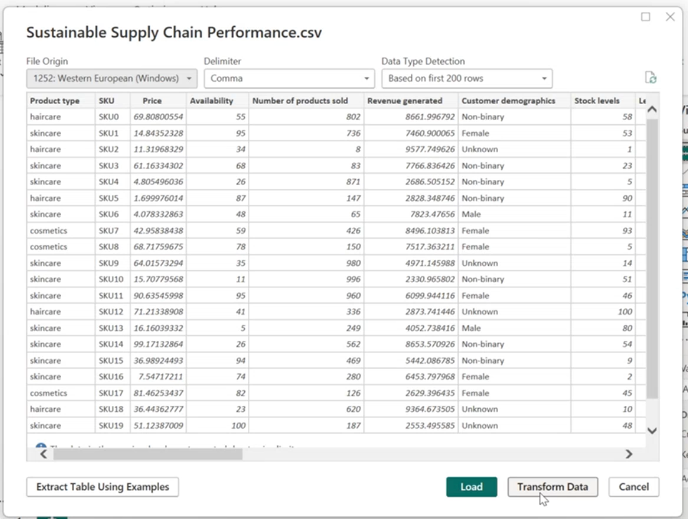 Sustainable Supply Chain Performance.csv
File Origin Delimiter Data Type Detection
1252: Western European (Windows) Comma Based on first 200 rows
Product type SKU Price Availability Number of products sold Revenue generated Customer demographics Stock levels
haircare SKU0 69.80800554 55 802 8661.996792 Non-binary 58
skincare SKU1 14.84352328 95 736 7460.900065 Female 53
haircare SKU2 11.31968329 34 8 9577.749626 Unknown 1
skincare SKU3 61.16334302 68 83 7766.836426 Non-binary 23
skincare SKU4 4.805496036 26 871 2686.505152 Non-binary 5
haircare SKU5 1.699976014 87 147 2828.348746 Non-binary 90
skincare SKU6 4.078332863 48 65 7823.47656 Male 11
cosmetics SKU7 42.95838438 59 426 8496.103813 Female 93
cosmetics SKU8 68.71759675 78 150 7517.363211 Female 5
skincare SKU9 64.01573294 35 980 4971.145988 Unknown 14
skincare SKU10 15.70779568 11 996 2330.965802 Non-binary 51
skincare SKU11 90.63545998 95 960 6099.944116 Female 46
haircare SKU12 71.21338908 41 336 2873.741446 Unknown 100
skincare SKU13 16.16039332 5 249 4052.738416 Male 80
skincare SKU14 99.17132864 26 562 8653.570926 Non-binary 54
skincare SKU15 36.98924493 94 469 5442.086785 Non-binary 9
skincare SKU16 7.54717211 74 280 6453.797968 Female 2
cosmetics SKU17 81.46253437 82 126 2629.396435 Female 45
haircare SKU18 36.44362777 23 620 9364.673505 Unknown 10
skincare SKU19 51.12387009 100 187 2553.495585 Unknown 48
Extract Table Using Examples Load Transform Data Cancel